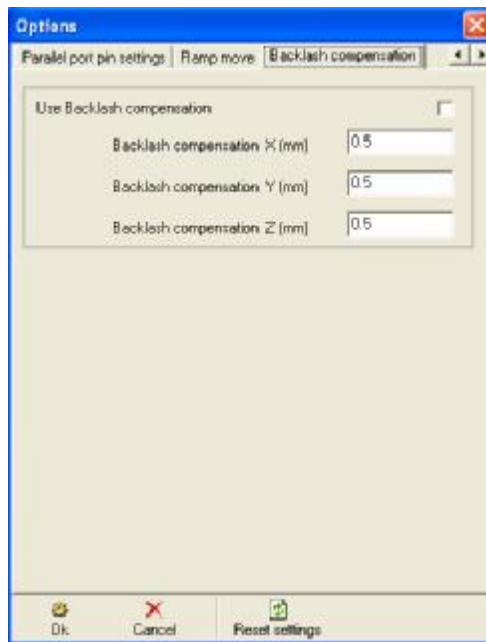 Options
Parallel port pin settings Ramp move Backlash compensation
Use Backlash compensation
Backlash compensation X (mm) 0.5
Backlash compensation Y (mm) 0.5
Backlash compensation Z (mm) 0.5
Ok Cancel Reset settings